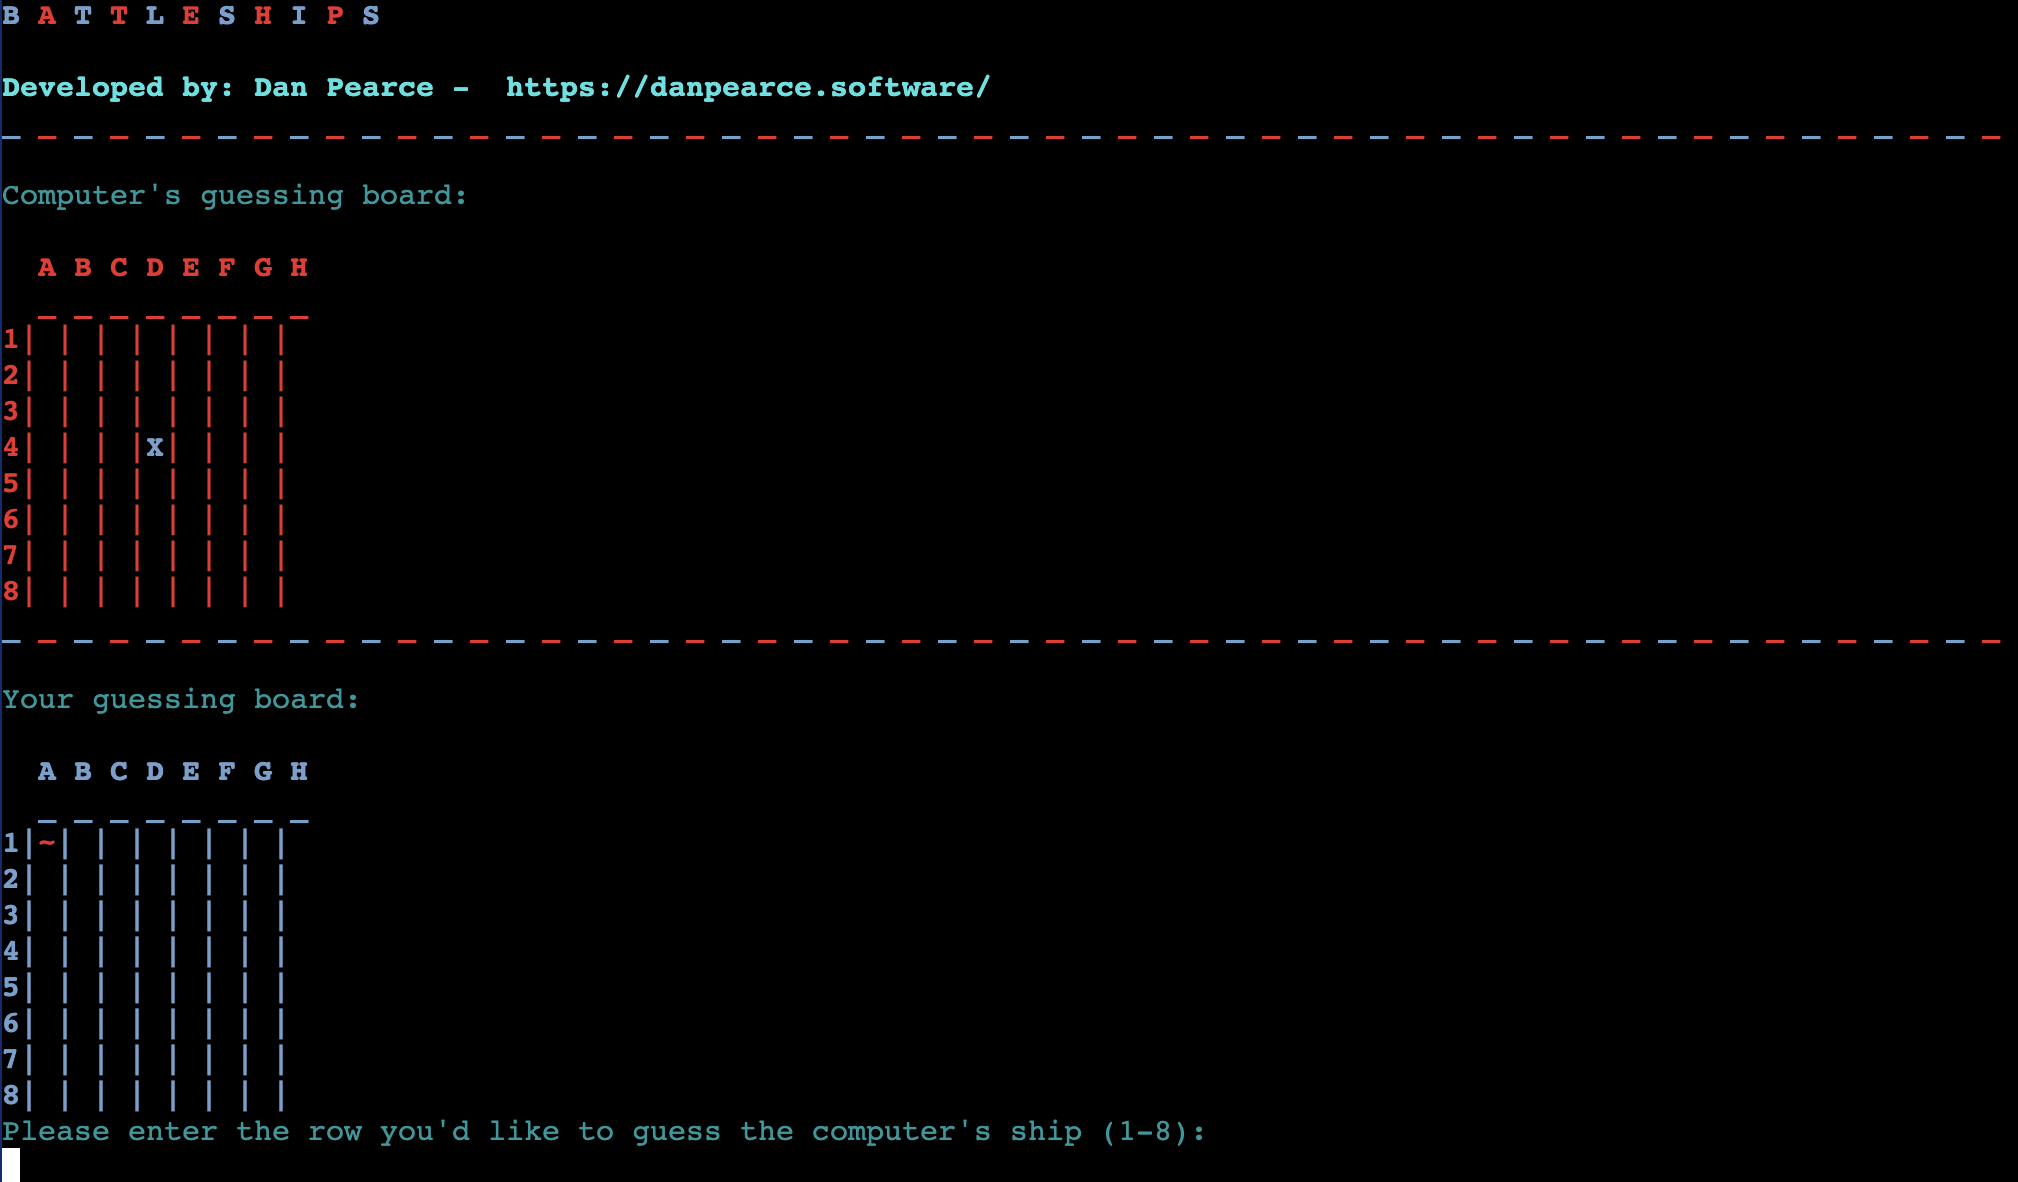 B A T T L E S H I P S
Developed by: Dan Pearce -  https://danpearce.software/
_ _ _ _ _ _ _ _ _ _ _ _ _ _ _ _ _ _ _ _ _ _ _ _ _ _ _ _ _ _ _ _ _ _ _ _ _ _ _ _ _ _ _ _ _ _ _ _ _ _ _ _ _ _ _ _
Computer's guessing board:
  A B C D E F G H
  _ _ _ _ _ _ _ _
1| | | | | | | |
2| | | | | | | |
3| | | | | | | |
4| | | |X| | | |
5| | | | | | | |
6| | | | | | | |
7| | | | | | | |
8| | | | | | | |
_ _ _ _ _ _ _ _ _ _ _ _ _ _ _ _ _ _ _ _ _ _ _ _ _ _ _ _ _ _ _ _ _ _ _ _ _ _ _ _ _ _ _ _ _ _ _ _ _ _ _ _ _ _ _ _
Your guessing board:
  A B C D E F G H
  _ _ _ _ _ _ _ _
1|~| | | | | | |
2| | | | | | | |
3| | | | | | | |
4| | | | | | | |
5| | | | | | | |
6| | | | | | | |
7| | | | | | | |
8| | | | | | | |
Please enter the row you'd like to guess the computer's ship (1-8):